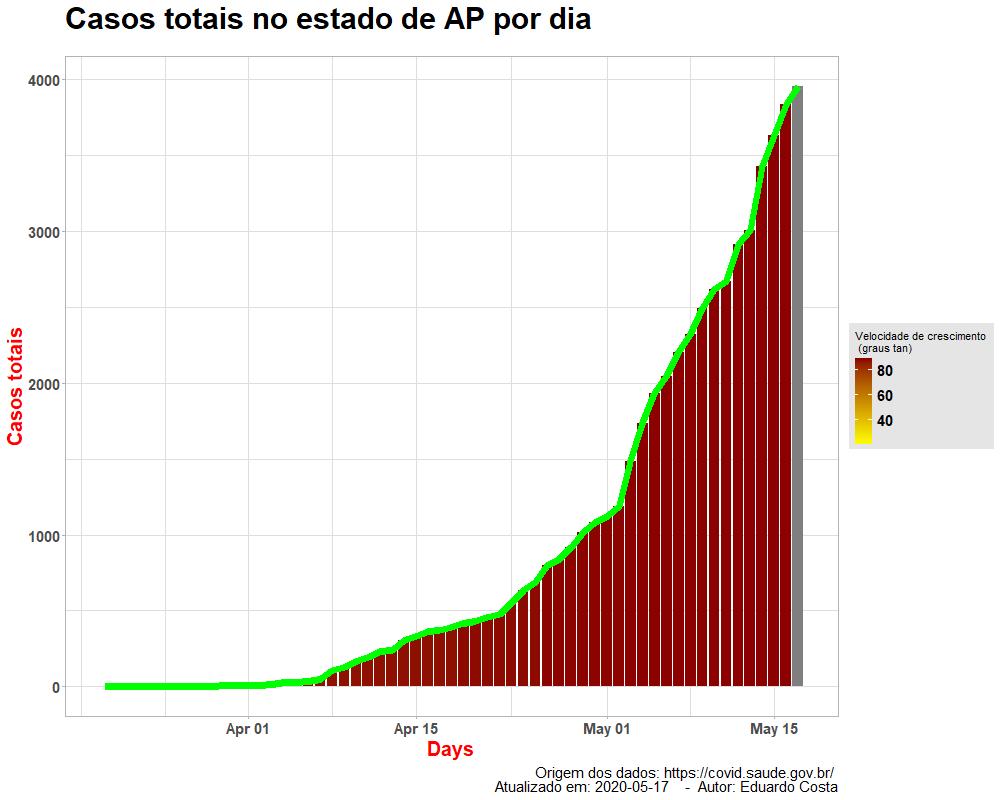 Casos totais no estado de AP por dia
4000
3000
2000
1000
0
Casos totais
Apr 01
Apr 15
May 01
May 15
Days
Velocidade de crescimento
(graus tan)
80
60
40
Origem dos dados: https://covid.saude.gov.br/
Atualizado em: 2020-05-17    -  Autor: Eduardo Costa